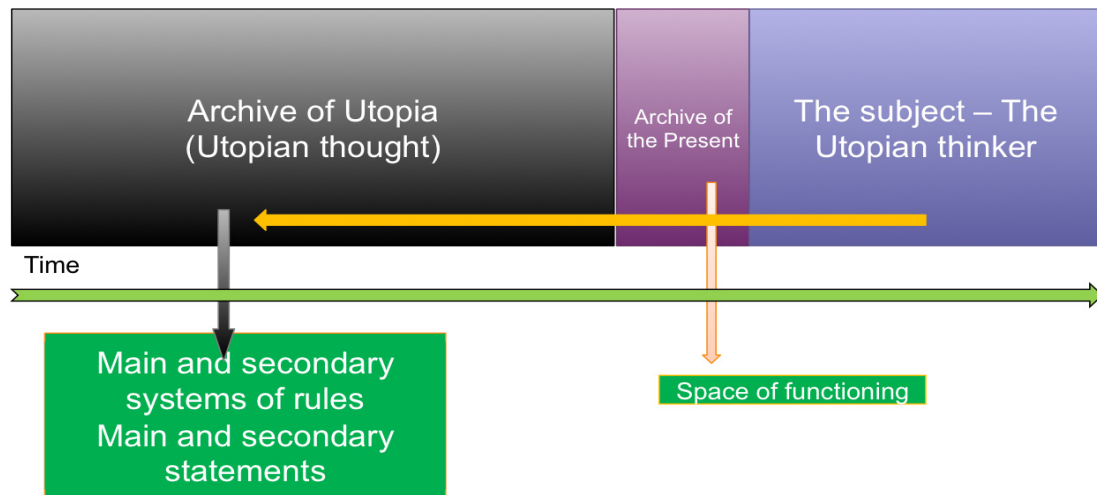 Archive of Utopia
(Utopian thought)
Archive of
the Present
The subject – The
Utopian thinker
Time
Main and secondary
systems of rules
Main and secondary
statements
Space of functioning